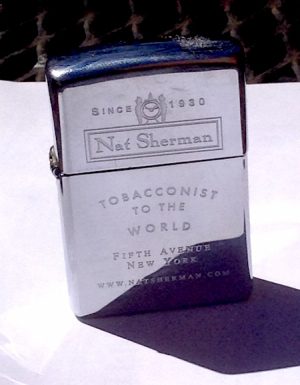 SINCE 1930
Nat Sherman
TOBACCONIST
TO THE
WORLD
FIFTH AVENUE
NEW YORK
WWW.NATSHERMAN.COM